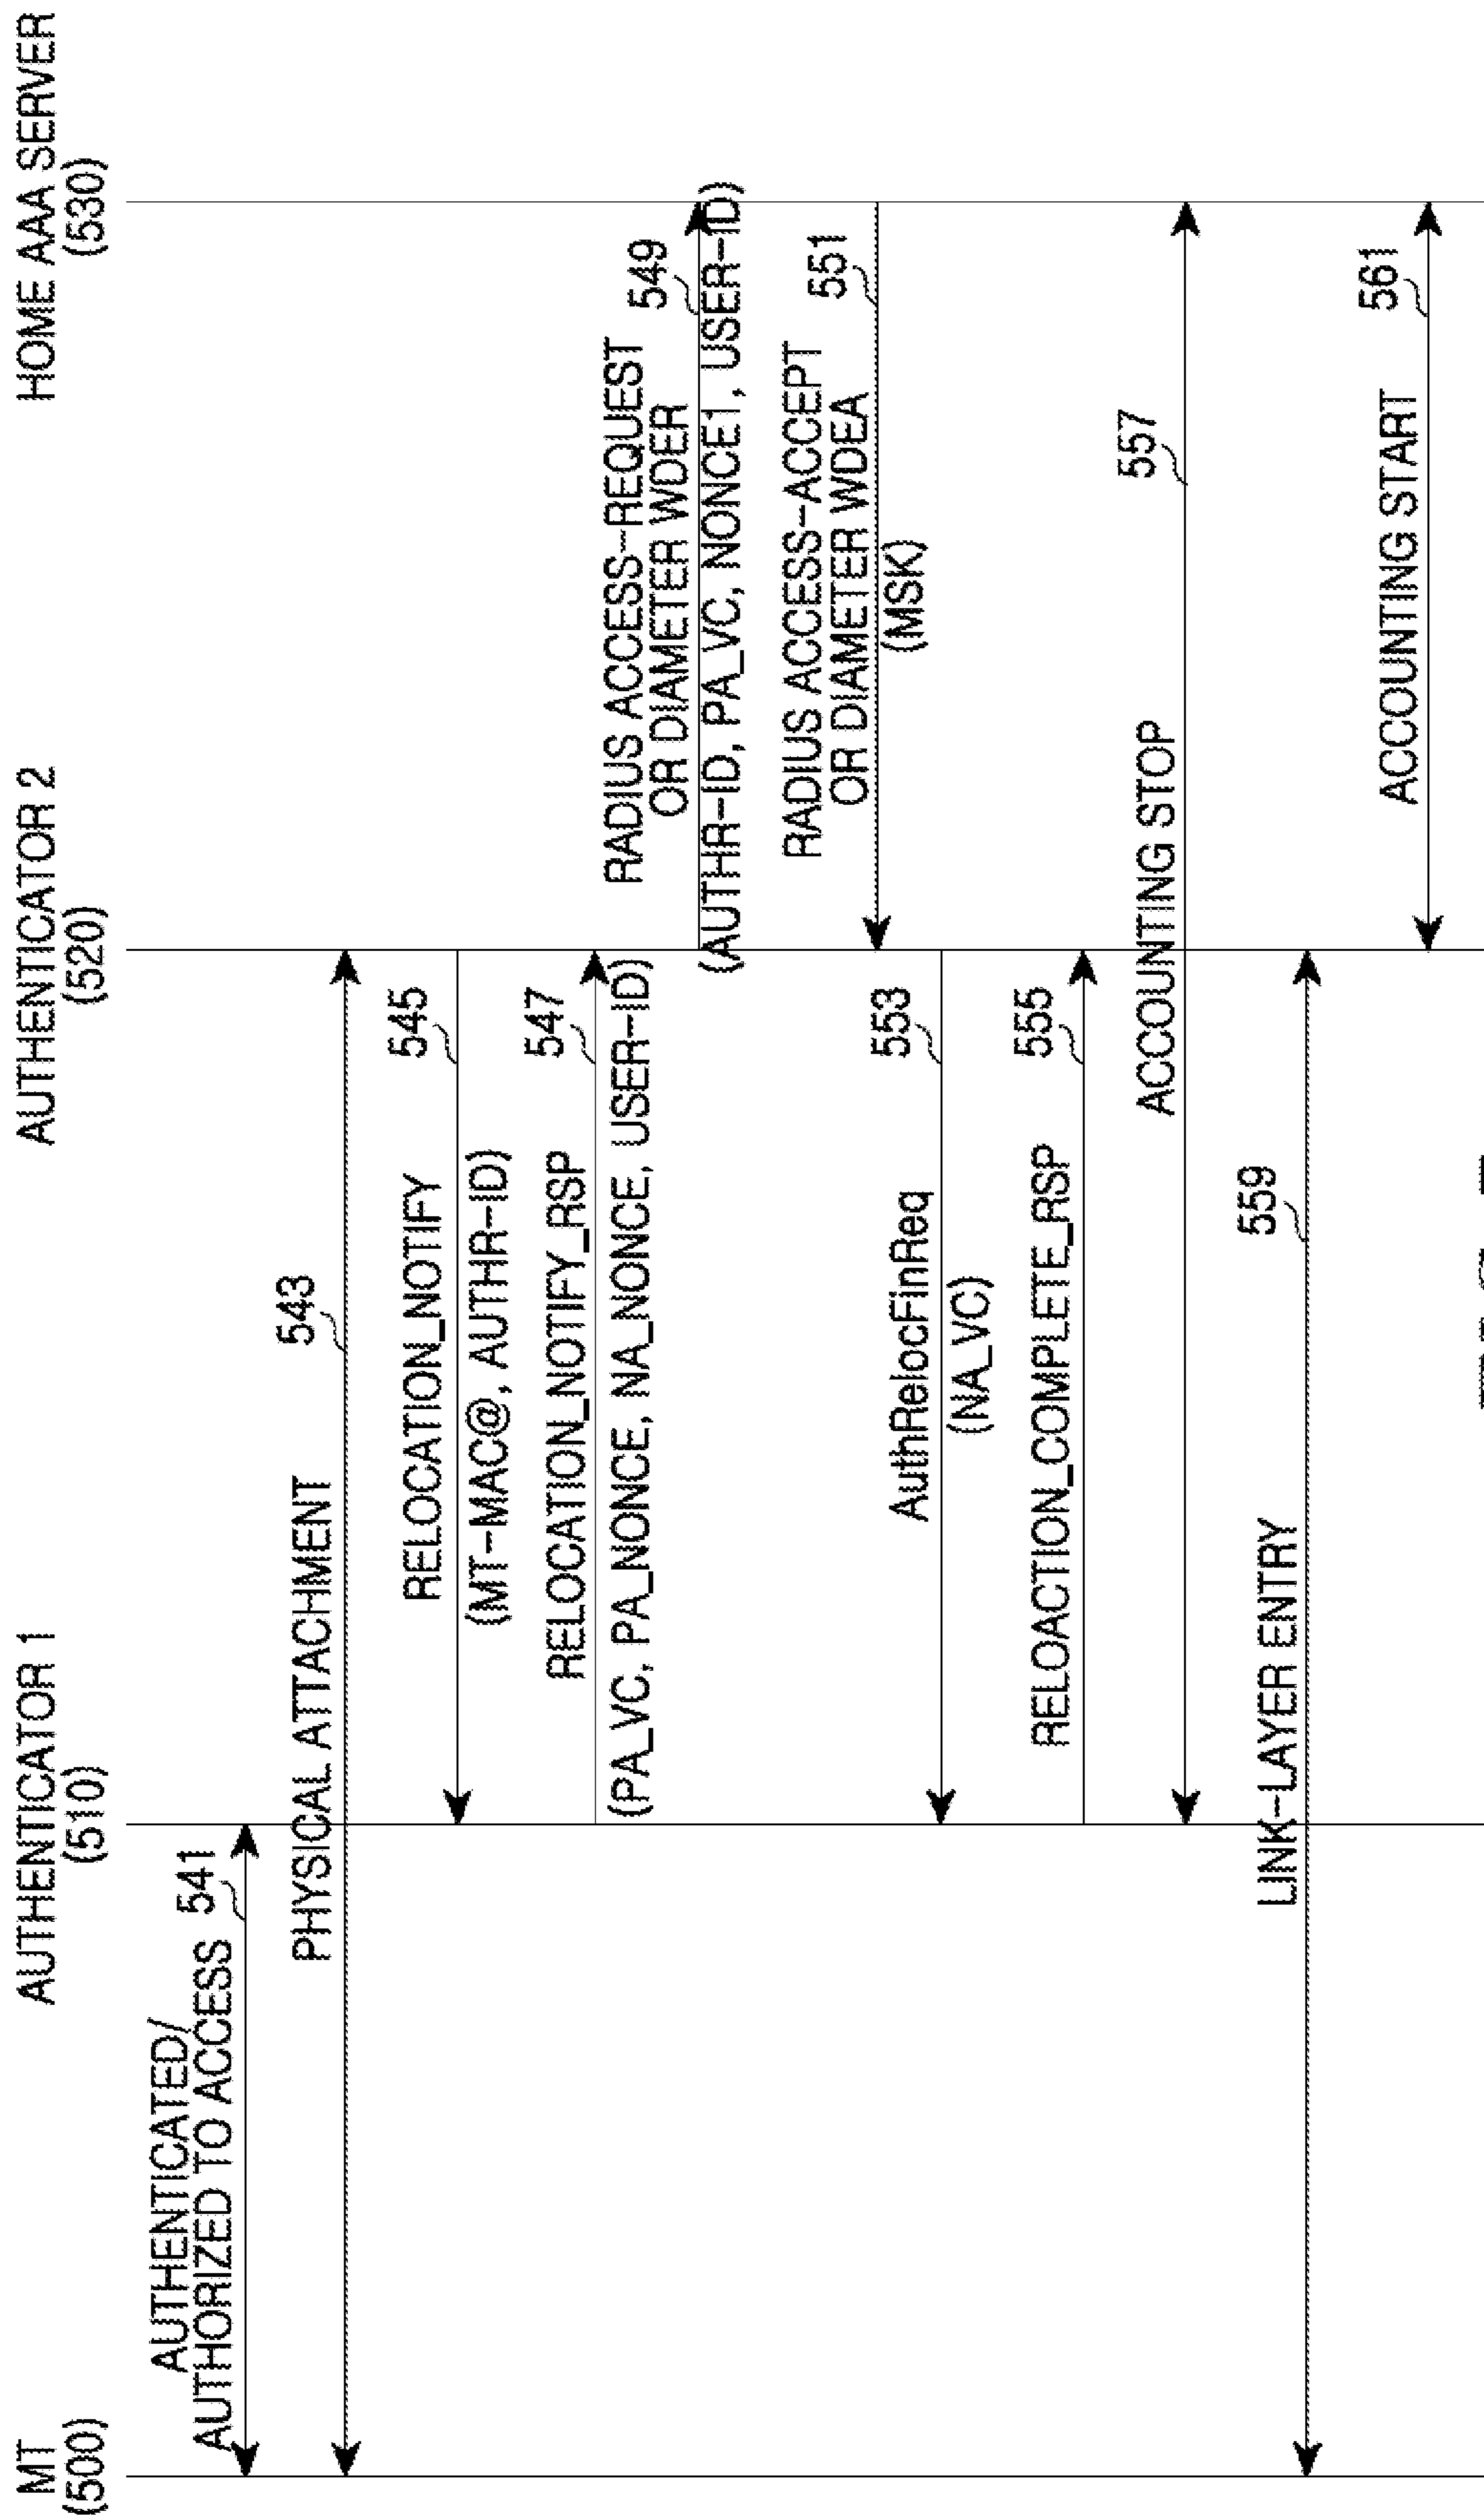 MT
(500)
AUTHENTICATOR 1
(510)
AUTHENTICATOR 2
(520)
HOME AAA SERVER
(530)
AUTHENTICATED/
AUTHORIZED TO ACCESS
541
PHYSICAL ATTACHMENT
543
RELOCATION_NOTIFY
545
(MT-MAC@, AUTHR-ID)
RELOCATION_NOTIFY_RSP
547
(PA_VC, PA_NONCE, NA_NONCE, USER-ID)
RADIUS ACCESS-REQUEST
OR DIAMETER WDER
549
(AUTHR-ID, PA_VC, NONCE1, USER-ID)
RADIUS ACCESS-ACCEPT
OR DIAMETER WDEA
551
(MSK)
AuthRelocFinReq
553
(NA_VC)
RELOACTION_COMPLETE_RSP
555
ACCOUNTING STOP
557
LINK-LAYER ENTRY
559
ACCOUNTING START
561